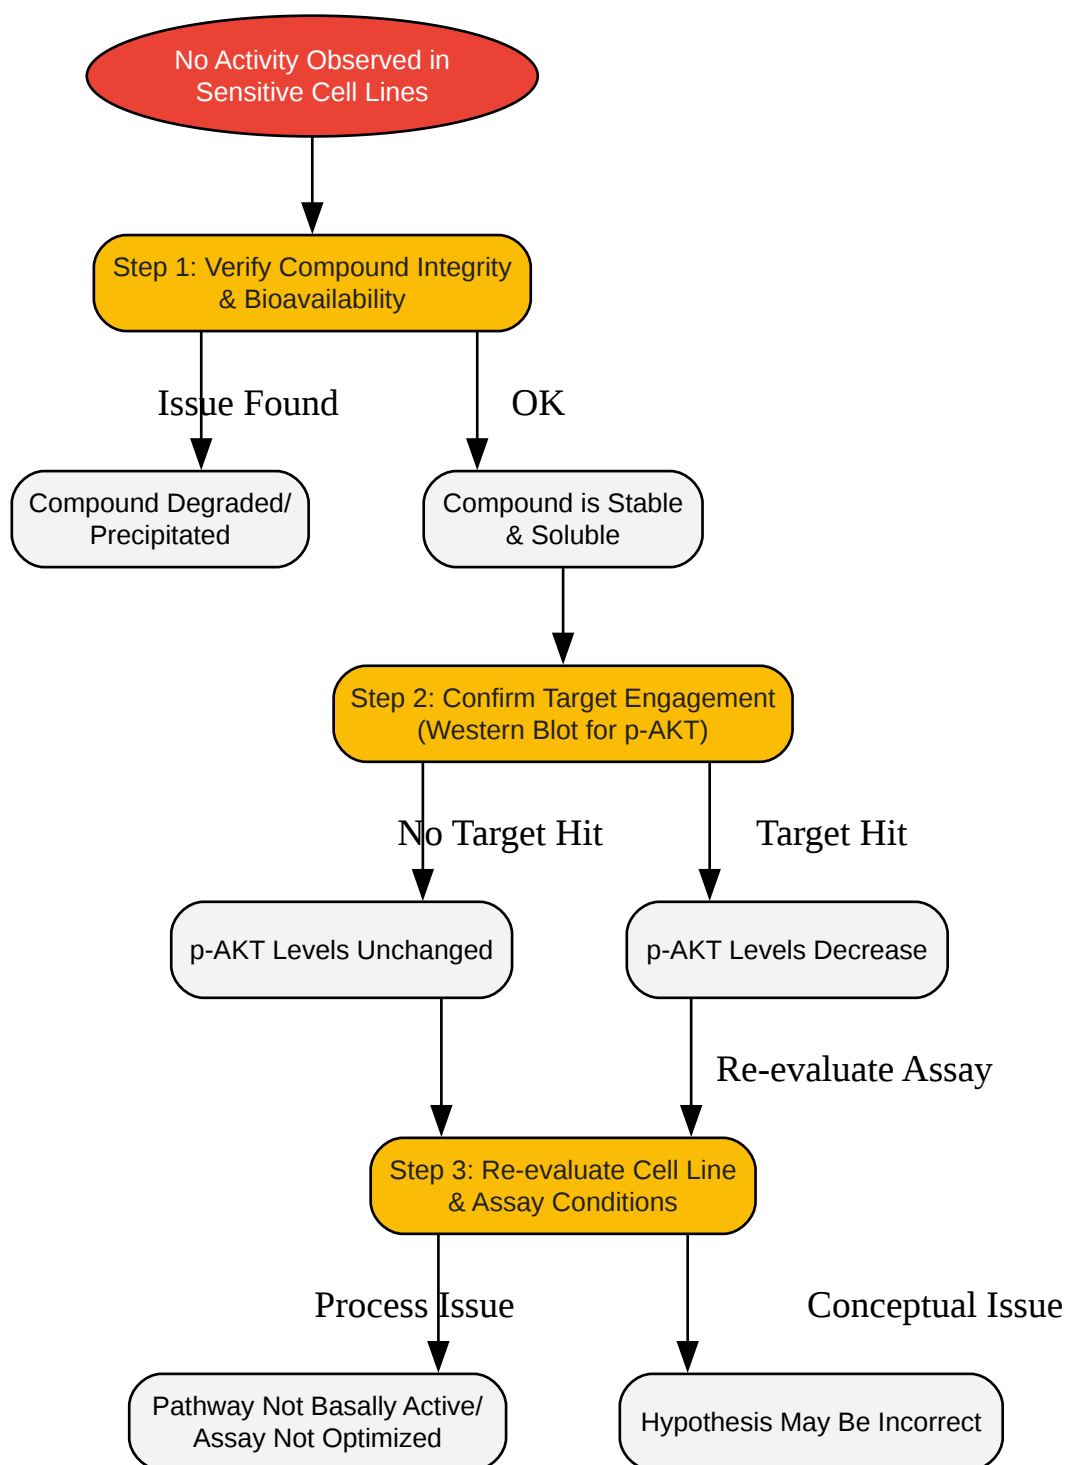 No Activity Observed in
Sensitive Cell Lines
Step 1: Verify Compound Integrity
& Bioavailability
Issue Found
OK
Compound Degraded/
Precipitated
Compound is Stable
& Soluble
Step 2: Confirm Target Engagement
(Western Blot for p-AKT)
No Target Hit
Target Hit
p-AKT Levels Unchanged
p-AKT Levels Decrease
Re-evaluate Assay
Step 3: Re-evaluate Cell Line
& Assay Conditions
Process Issue
Conceptual Issue
Pathway Not Basally Active/
Assay Not Optimized
Hypothesis May Be Incorrect